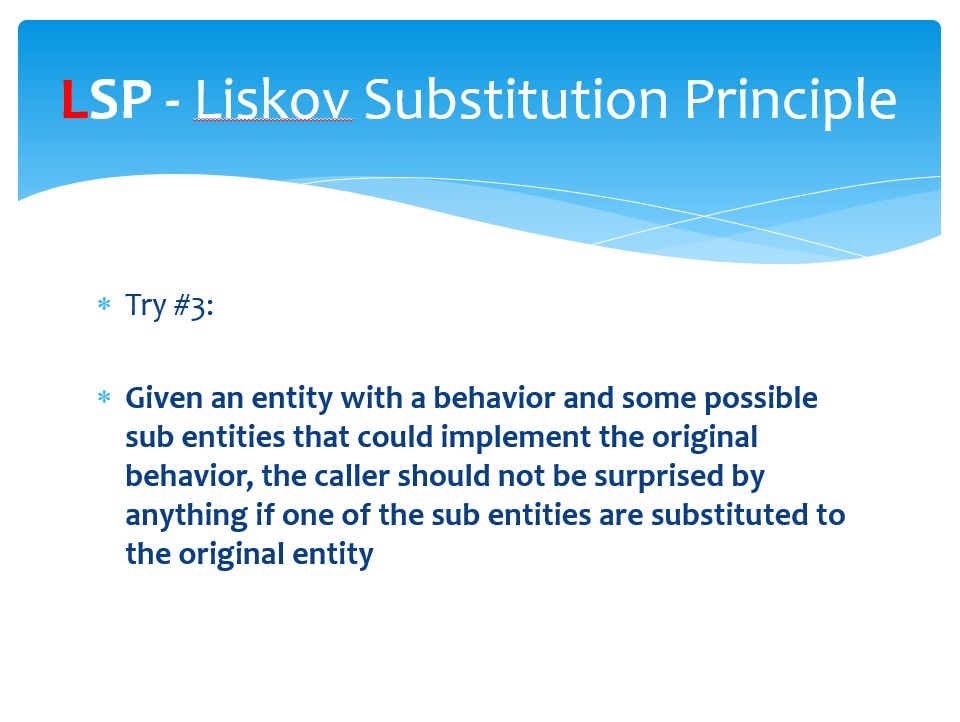 LSP - Liskov Substitution Principle
* Try #3:
* Given an entity with a behavior and some possible
sub entities that could implement the original
behavior, the caller should not be surprised by
anything if one of the sub entities are substituted to
the original entity